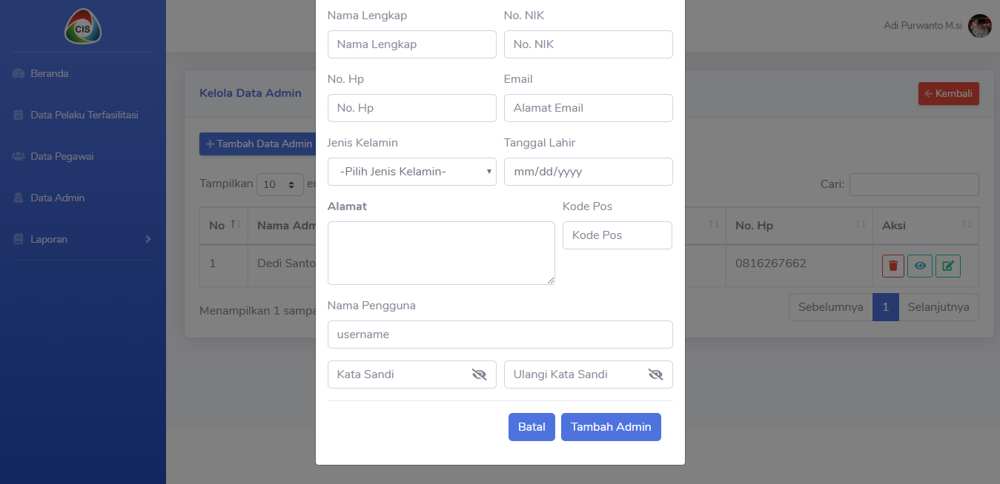 CIS
Beranda
Data Pelaku Terfasilitasi
Data Pegawai
Data Admin
Laporan
Adi Purwanto M.si
Kelola Data Admin
Kembali
Tambah Data Admin
Tampilkan 10
Cari:
No
Nama
No. Hp
Aksi
1
Dedi
0816267662
Menampilkan 1
Sebelumnya 1 Selanjutnya
Nama Lengkap No. NIK
Nama Lengkap No. NIK
No. Hp Email
No. Hp Alamat Email
Jenis Kelamin Tanggal Lahir
-Pilih Jenis Kelamin- mm/dd/yyyy
Alamat Kode Pos
Kode Pos
Nama Pengguna
username
Kata Sandi Ulangi Kata Sandi
Batal Tambah Admin